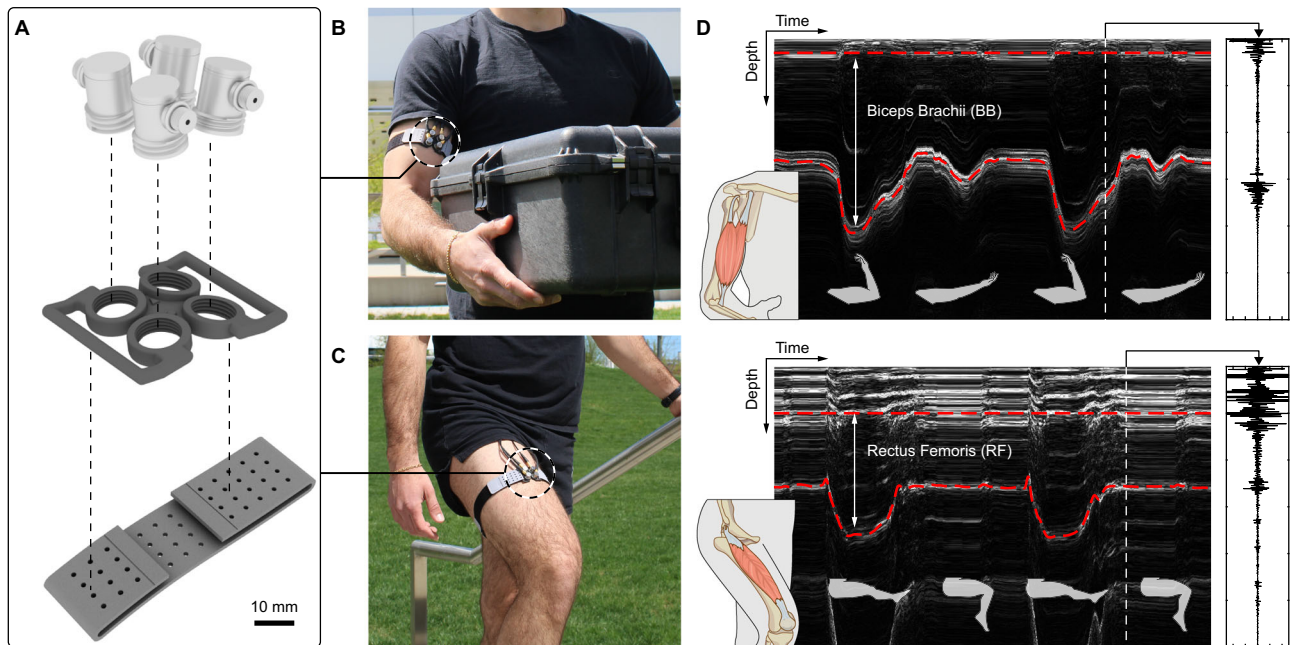 A
10 mm
B
C
D
Time
Depth
Biceps Brachii (BB)
Time
Depth
Rectus Femoris (RF)